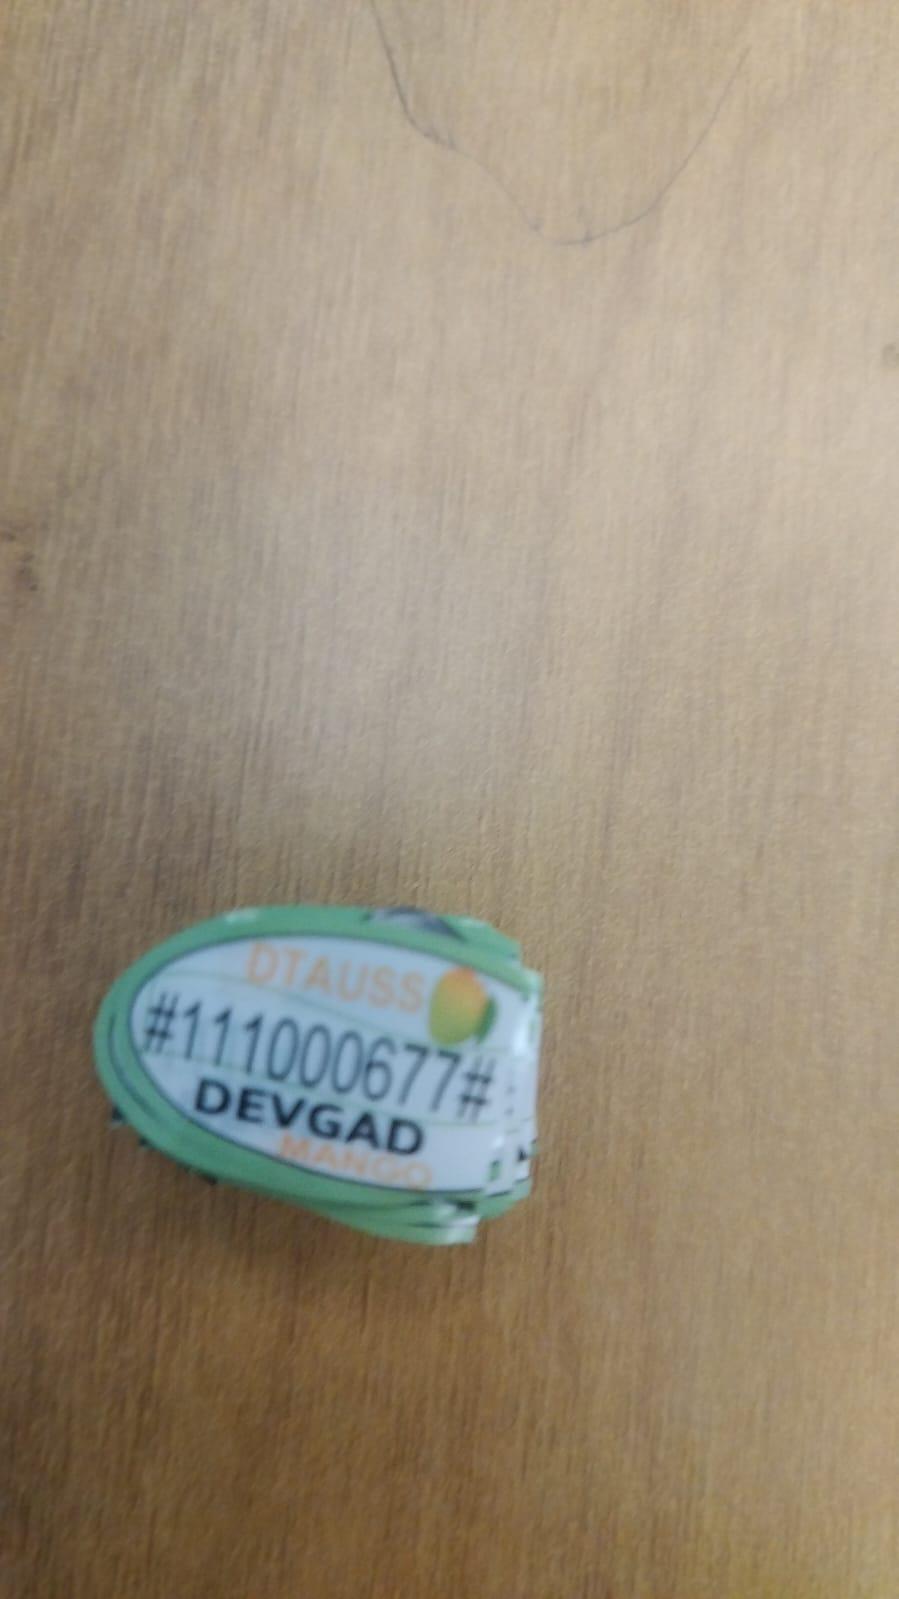 DTAUSS
#111000677#
DEVGAD
MANGO